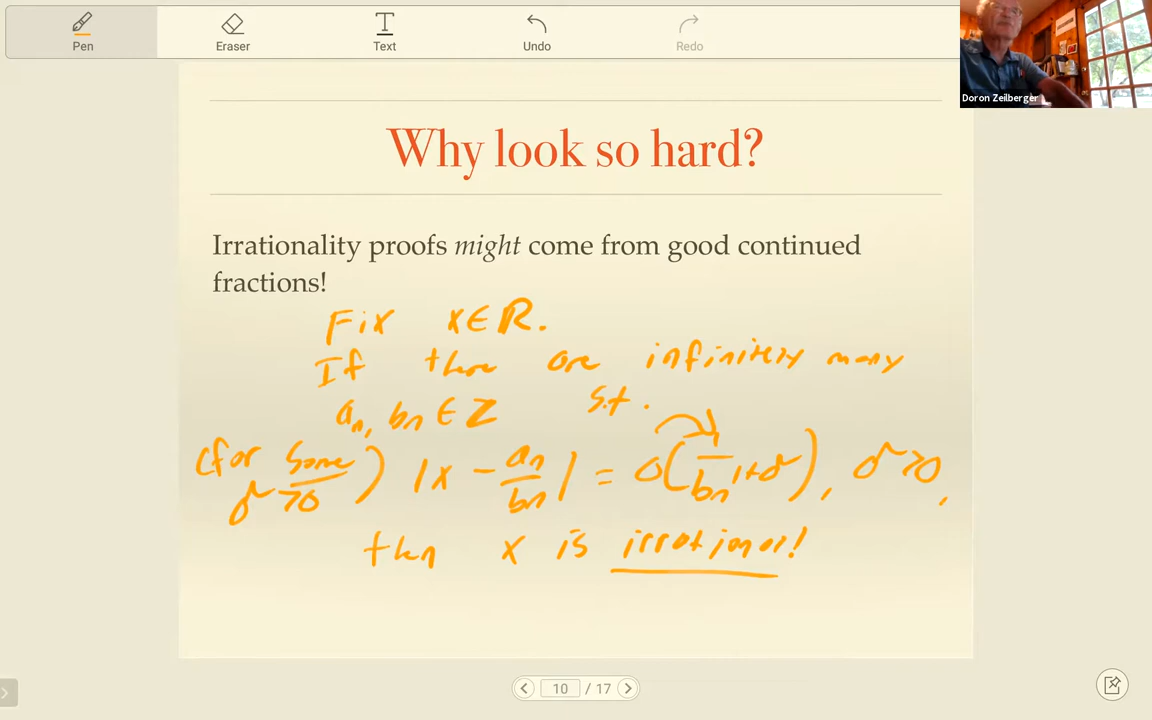 Pen
Eraser
Text
Undo
Redo
Doron Zeilberger
Why look so hard?
Irrationality proofs might come from good continued
fractions!
Fix x∈R.
If there are infinitely many
aₙ, bₙ ∈ Z s.t.
(for some δ>0) |x - aₙ/bₙ| = O(1/bₙ^{1+δ}), δ>0,
then x is irrational!
10 / 17